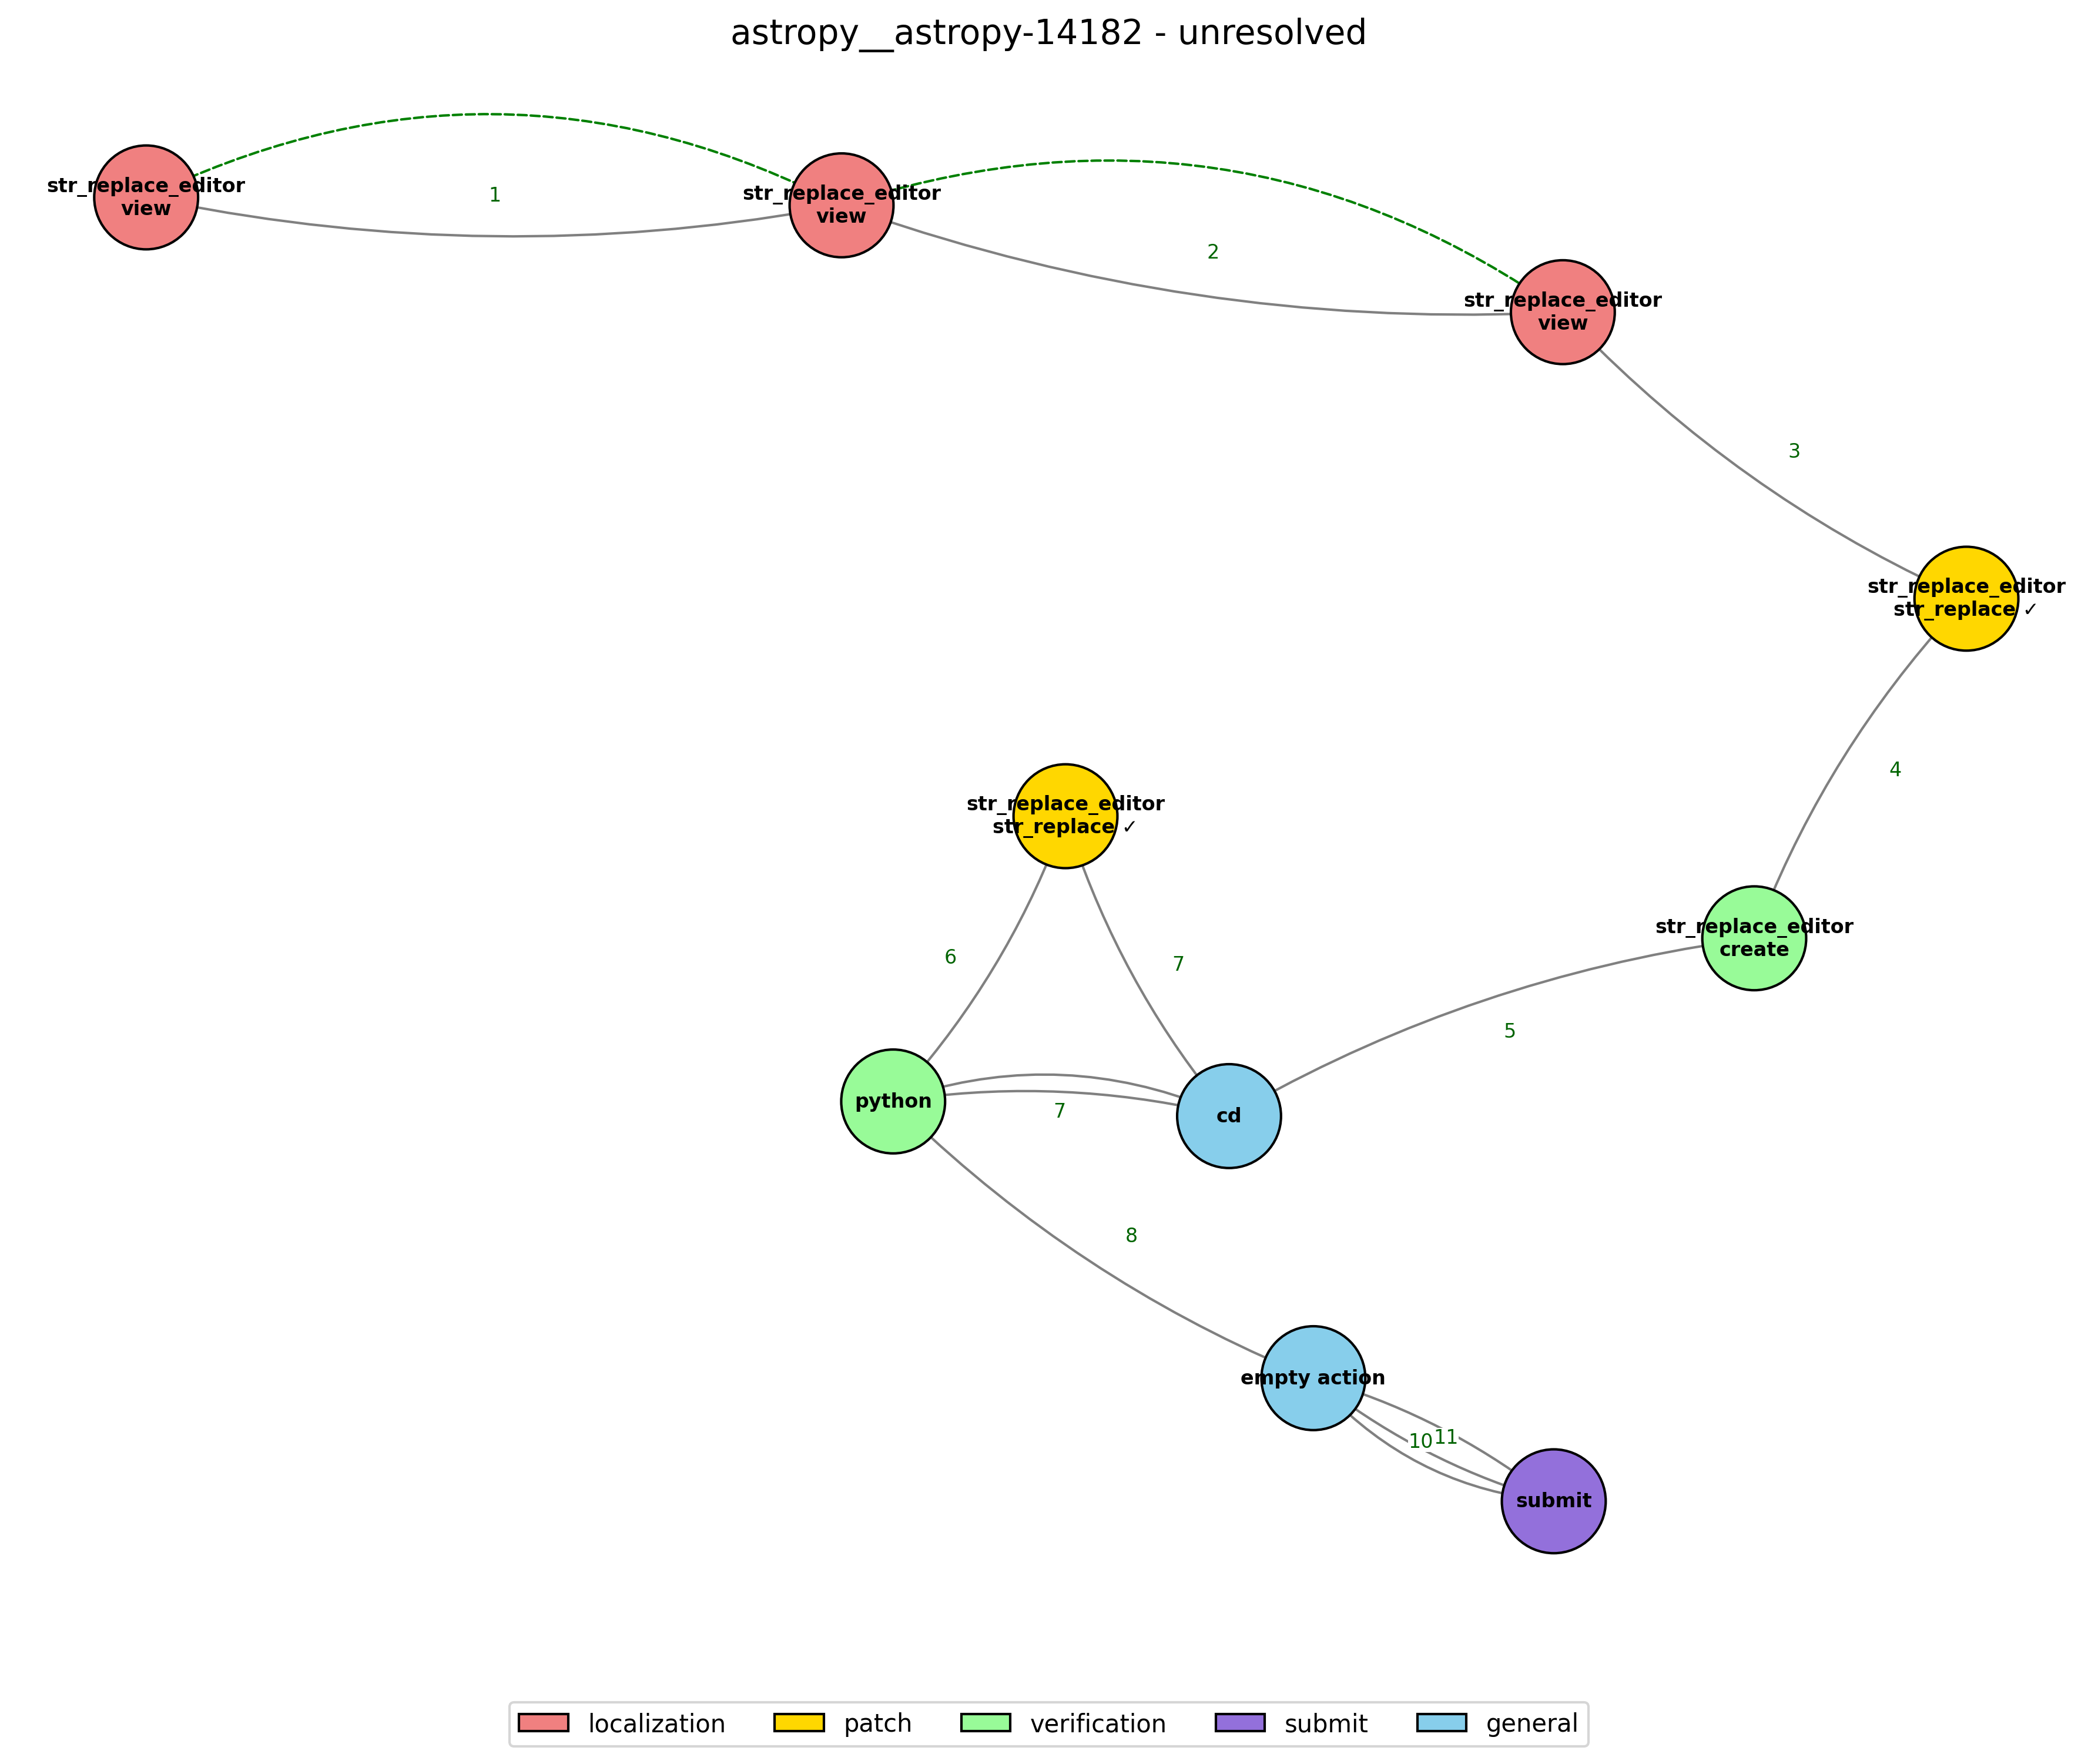 astropy__astropy-14182 - unresolved
str_replace_editor
view
1
str_replace_editor
view
2
str_replace_editor
view
3
str_replace_editor
str_replace ✓
4
str_replace_editor
str_replace ✓
str_replace_editor
create
6
7
5
python
7
cd
8
empty action
10
11
submit
localization
patch
verification
submit
general